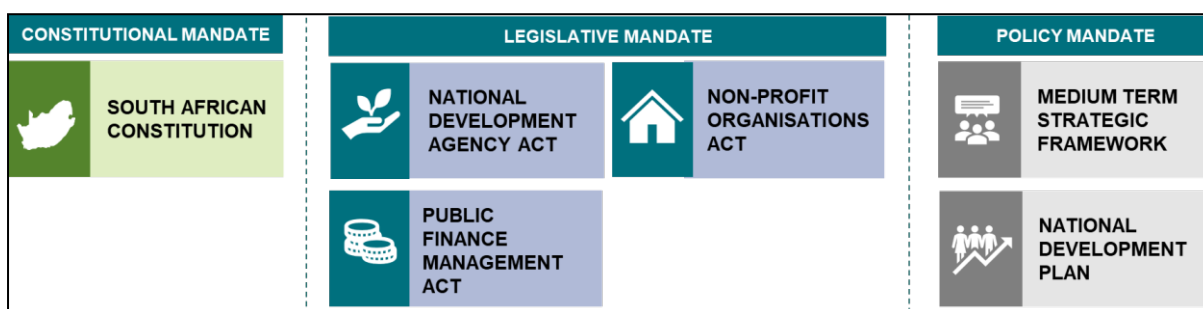 CONSTITUTIONAL MANDATE
SOUTH AFRICAN
CONSTITUTION
LEGISLATIVE MANDATE
NATIONAL
DEVELOPMENT
AGENCY ACT
NON-PROFIT
ORGANISATIONS
ACT
PUBLIC
FINANCE
MANAGEMENT
ACT
POLICY MANDATE
MEDIUM TERM
STRATEGIC
FRAMEWORK
NATIONAL
DEVELOPMENT
PLAN